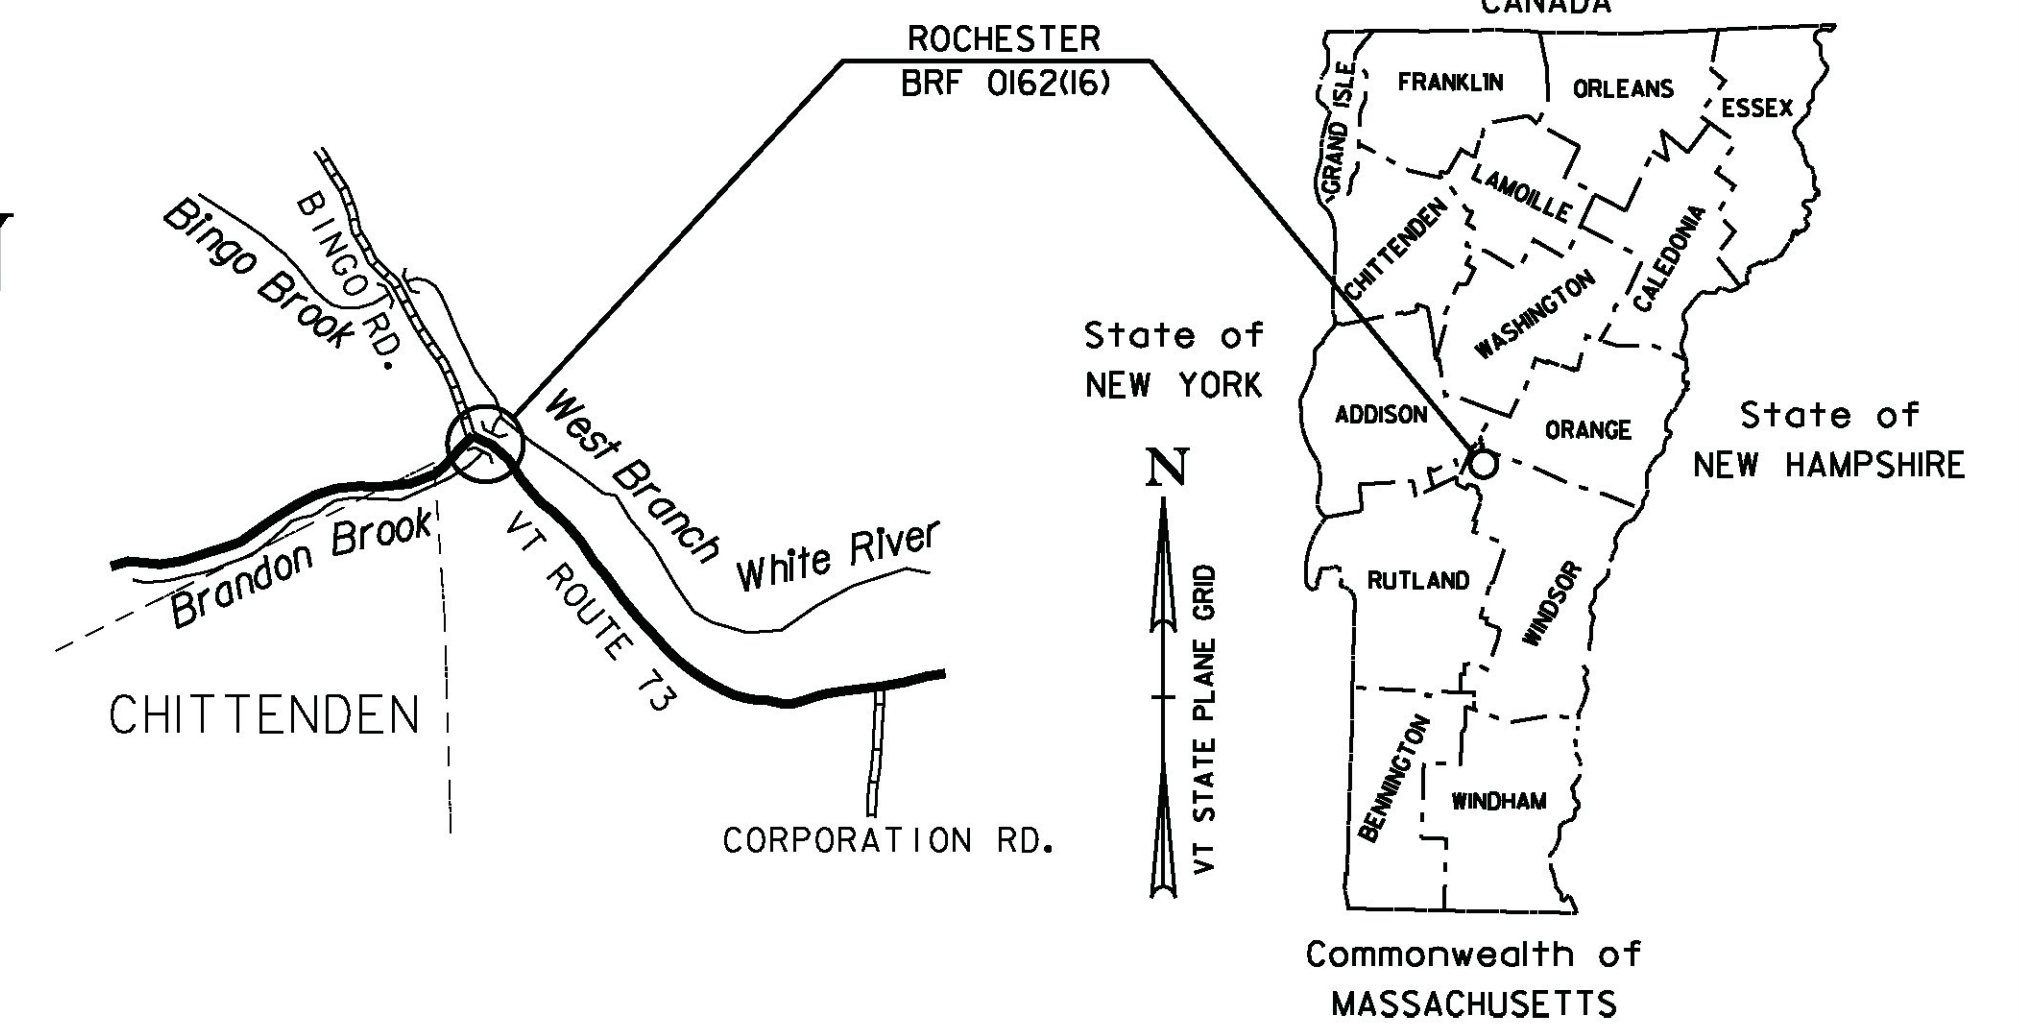 CANADA
ROCHESTER
BRF 0162(16)
Bingo Brook
BINGO RD.
West Branch
White River
Brandon Brook
VT ROUTE 73
CHITTENDEN
CORPORATION RD.
GRAND ISLE
FRANKLIN
ORLEANS
ESSEX
LAMOILLE
CHITTENDEN
CALEDONIA
WASHINGTON
State of
NEW YORK
ADDISON
ORANGE
State of
NEW HAMPSHIRE
N
VT STATE PLANE GRID
RUTLAND
WINDSOR
BENNINGTON
WINDHAM
Commonwealth of
MASSACHUSETTS